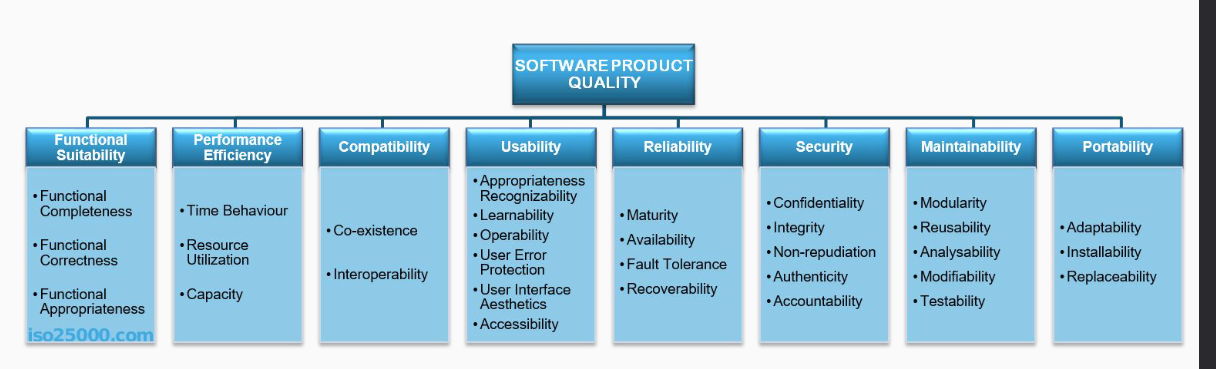 SOFTWARE PRODUCT
QUALITY
Functional
Suitability
• Functional
Completeness
• Functional
Correctness
• Functional
Appropriateness
iso25000.com
Performance
Efficiency
• Time Behaviour
• Resource
Utilization
• Capacity
Compatibility
• Co-existence
• Interoperability
Usability
• Appropriateness
Recognizability
• Learnability
• Operability
• User Error
Protection
• User Interface
Aesthetics
• Accessibility
Reliability
• Maturity
• Availability
• Fault Tolerance
• Recoverability
Security
• Confidentiality
• Integrity
• Non-repudiation
• Authenticity
• Accountability
Maintainability
• Modularity
• Reusability
• Analysability
• Modifiability
• Testability
Portability
• Adaptability
• Installability
• Replaceability